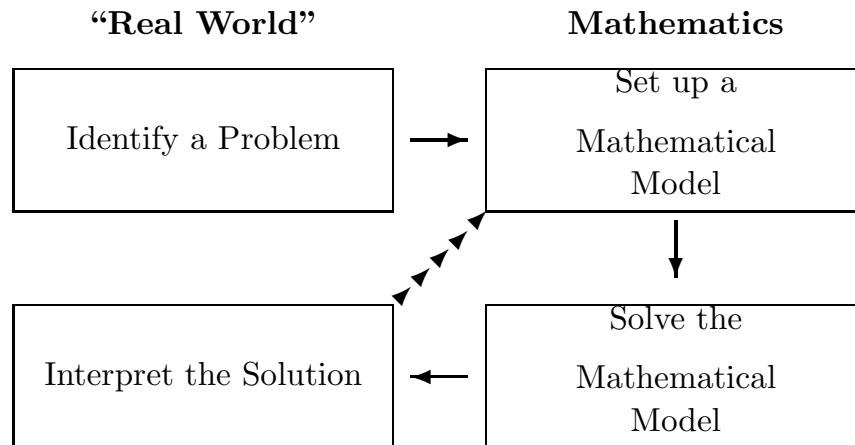 “Real World”
Mathematics
Identify a Problem
Set up a
Mathematical
Model
Interpret the Solution
Solve the
Mathematical
Model